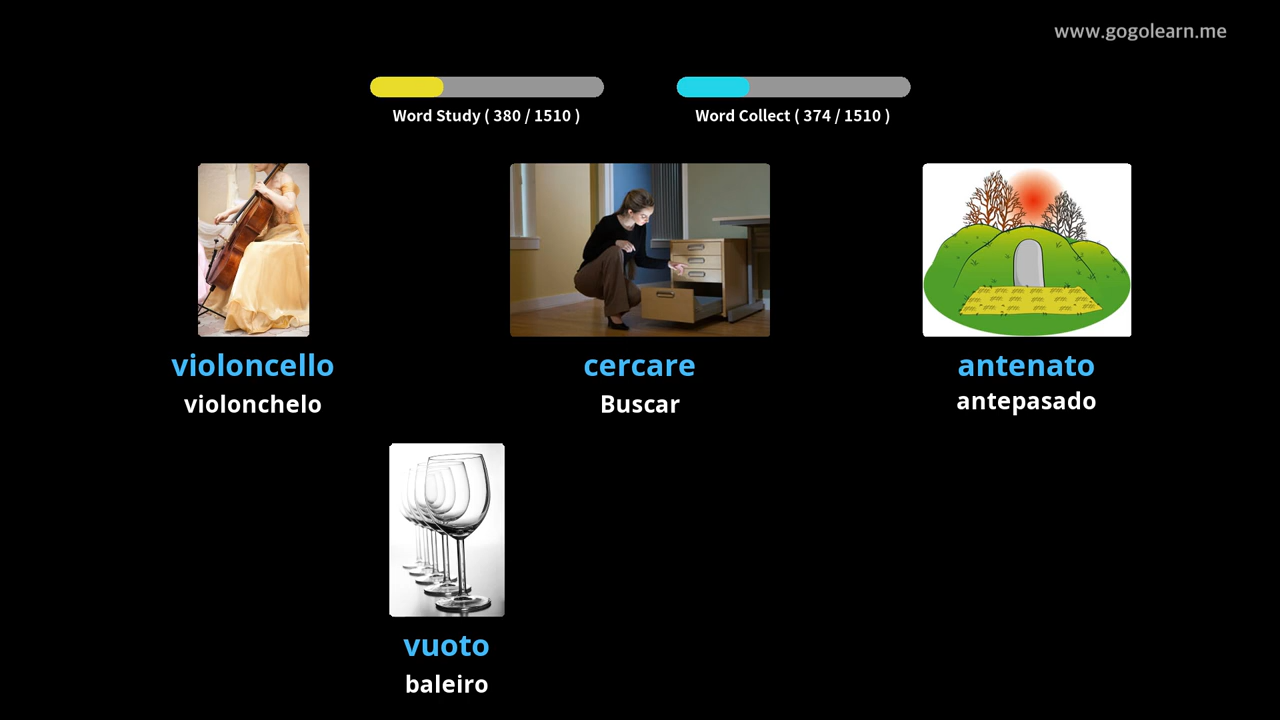 www.gogolearn.me
Word Study ( 380 / 1510 )
Word Collect ( 374 / 1510 )
violoncello
violonchelo
cercare
Buscar
antenato
antepasado
vuoto
baleiro